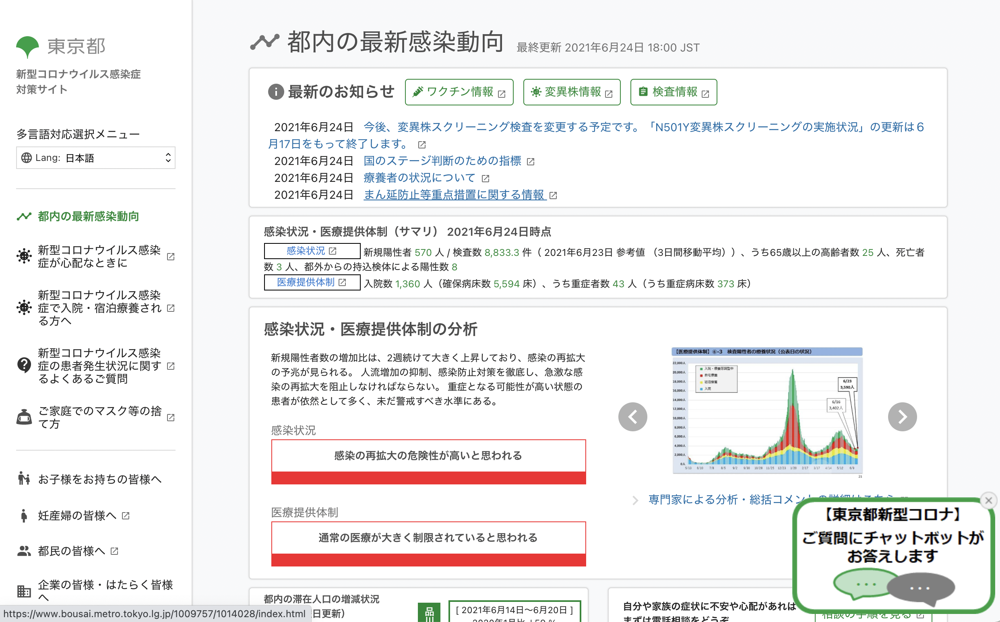 東京都
新型コロナウイルス感染症
対策サイト
多言語対応選択メニュー
Lang: 日本語
都内の最新感染動向
新型コロナウイルス感染
症が心配なときに
新型コロナウイルス感染
症で入院・宿泊療養され
る方へ
新型コロナウイルス感染
症の患者発生状況に関す
るよくあるご質問
ご家庭でのマスク等の捨
て方
お子様をお持ちの皆様へ
妊産婦の皆様へ
都民の皆様へ
企業の皆様・はたらく皆様
へ
https://www.bousai.metro.tokyo.lg.jp/1009757/1014028/index.html
都内の最新感染動向 最終更新 2021年6月24日 18:00 JST
最新のお知らせ ワクチン情報 変異株情報 検査情報
2021年6月24日 今後、変異株スクリーニング検査を変更する予定です。「N501Y変異株スクリーニングの実施状況」の更新は６
月17日をもって終了します。
2021年6月24日 国のステージ判断のための指標
2021年6月24日 療養者の状況について
2021年6月24日 まん延防止等重点措置に関する情報
感染状況・医療提供体制（サマリ） 2021年6月24日時点
感染状況 新規陽性者 570 人 / 検査数 8,833.3 件（ 2021年6月23日 参考値 （3日間移動平均））、うち65歳以上の高齢者数 25 人、死亡者
数 3 人、都外からの持込検体による陽性数 8
医療提供体制 入院数 1,360 人（確保病床数 5,594 床）、うち重症者数 43 人（うち重症病床数 373 床）
感染状況・医療提供体制の分析
新規陽性者数の増加比は、2週続けて大きく上昇しており、感染の再拡大
の予兆が見られる。 人流増加の抑制、感染防止対策を徹底し、急激な感
染の再拡大を阻止しなければならない。 重症となる可能性が高い状態の
患者が依然として多く、未だ警戒すべき水準にある。
感染状況
感染の再拡大の危険性が高いと思われる
医療提供体制
通常の医療が大きく制限されていると思われる
【医療提供体制】⑥-3 検査陽性者の療養状況（公表日の状況）
22,000人
20,000人
18,000人
16,000人
14,000人
12,000人
10,000人
8,000人
6,000人
4,000人
2,000人
0人
入院・療養等調整中
自宅療養
宿泊療養
入院
6/23
3,590人
6/16
3,402人
5/13 6/10 7/8 8/5 9/2 9/30 10/28 11/25 12/23 1/20 2/17 3/17 4/14 5/12 6/9
21
専門家による分析・総括コメントの詳細はこちら
【東京都新型コロナ】
ご質問にチャットボットが
お答えします
都内の滞在人口の増減状況
日更新）
品川
[ 2021年6月14日～6月20日 ]
自分や家族の症状に不安や心配があれば
まずは電話相談をどうぞ
相談の手順を見る